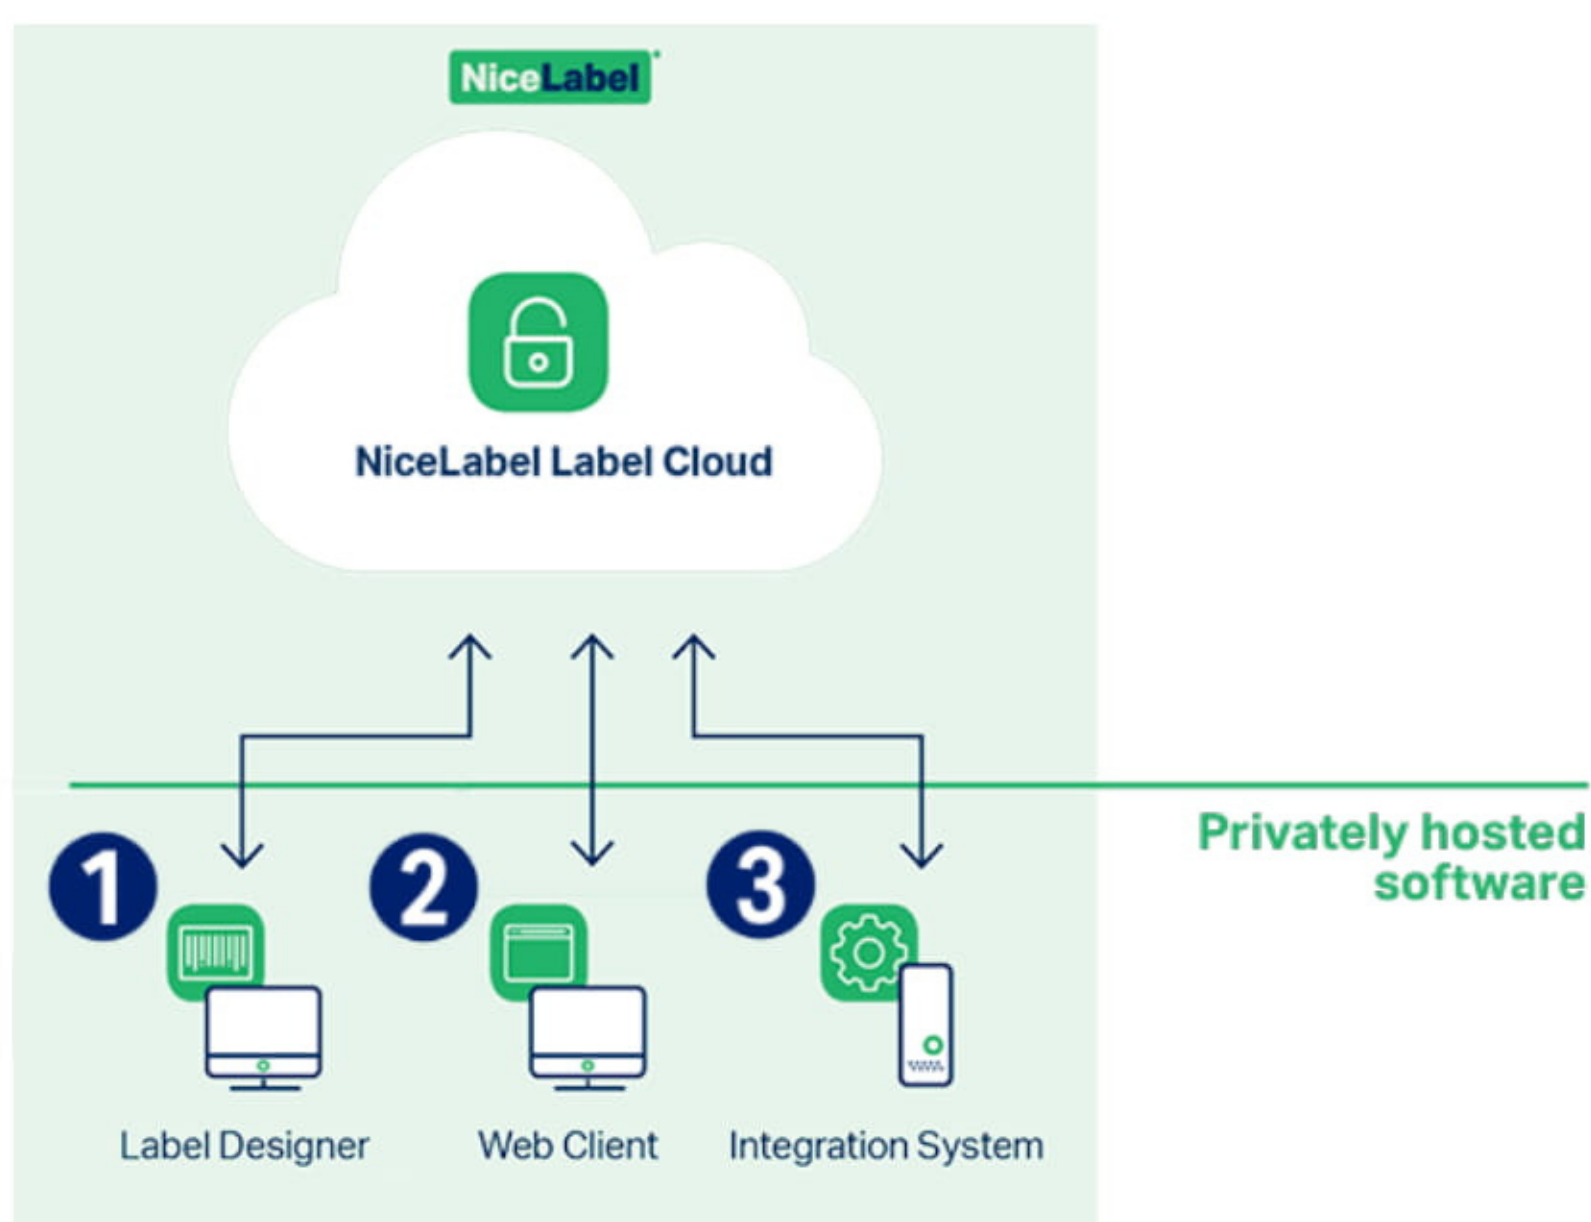 NiceLabel
NiceLabel Label Cloud
Privately hosted
software
1
2
3
Label Designer
Web Client
Integration System